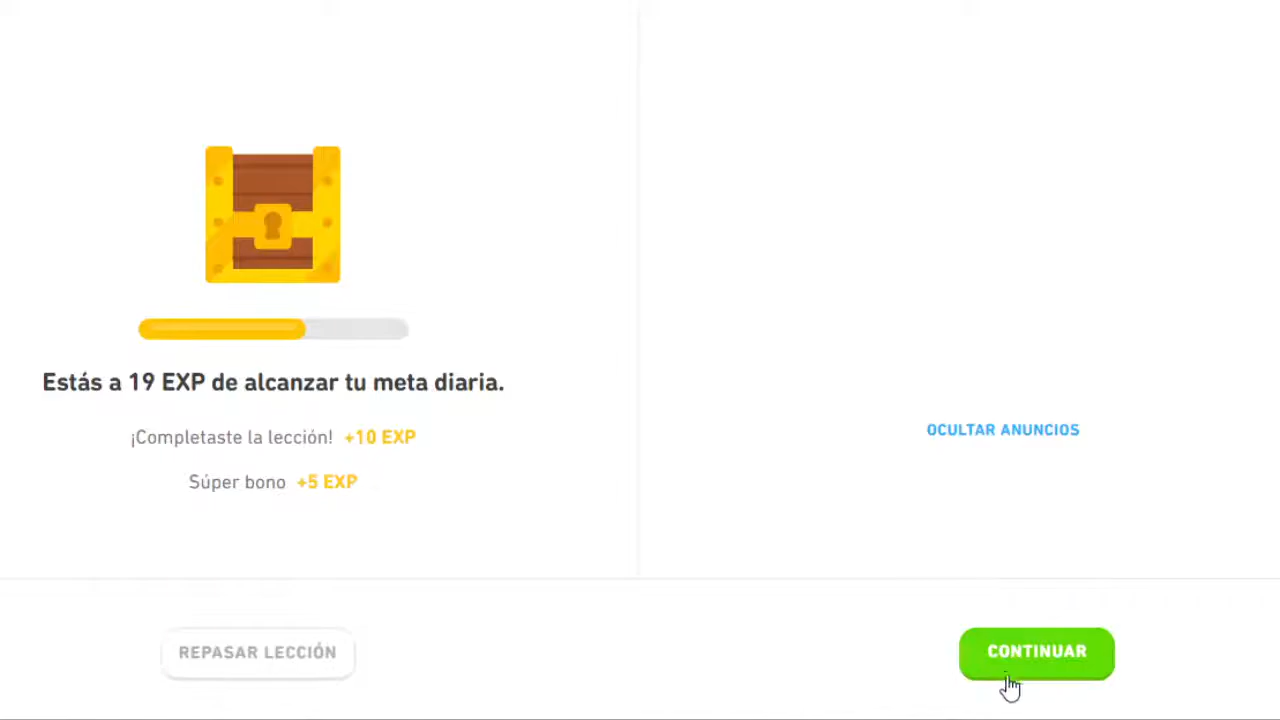 Estás a 19 EXP de alcanzar tu meta diaria.
¡Completaste la lección! +10 EXP
Súper bono +5 EXP
OCULTAR ANUNCIOS
REPASAR LECCIÓN
CONTINUAR